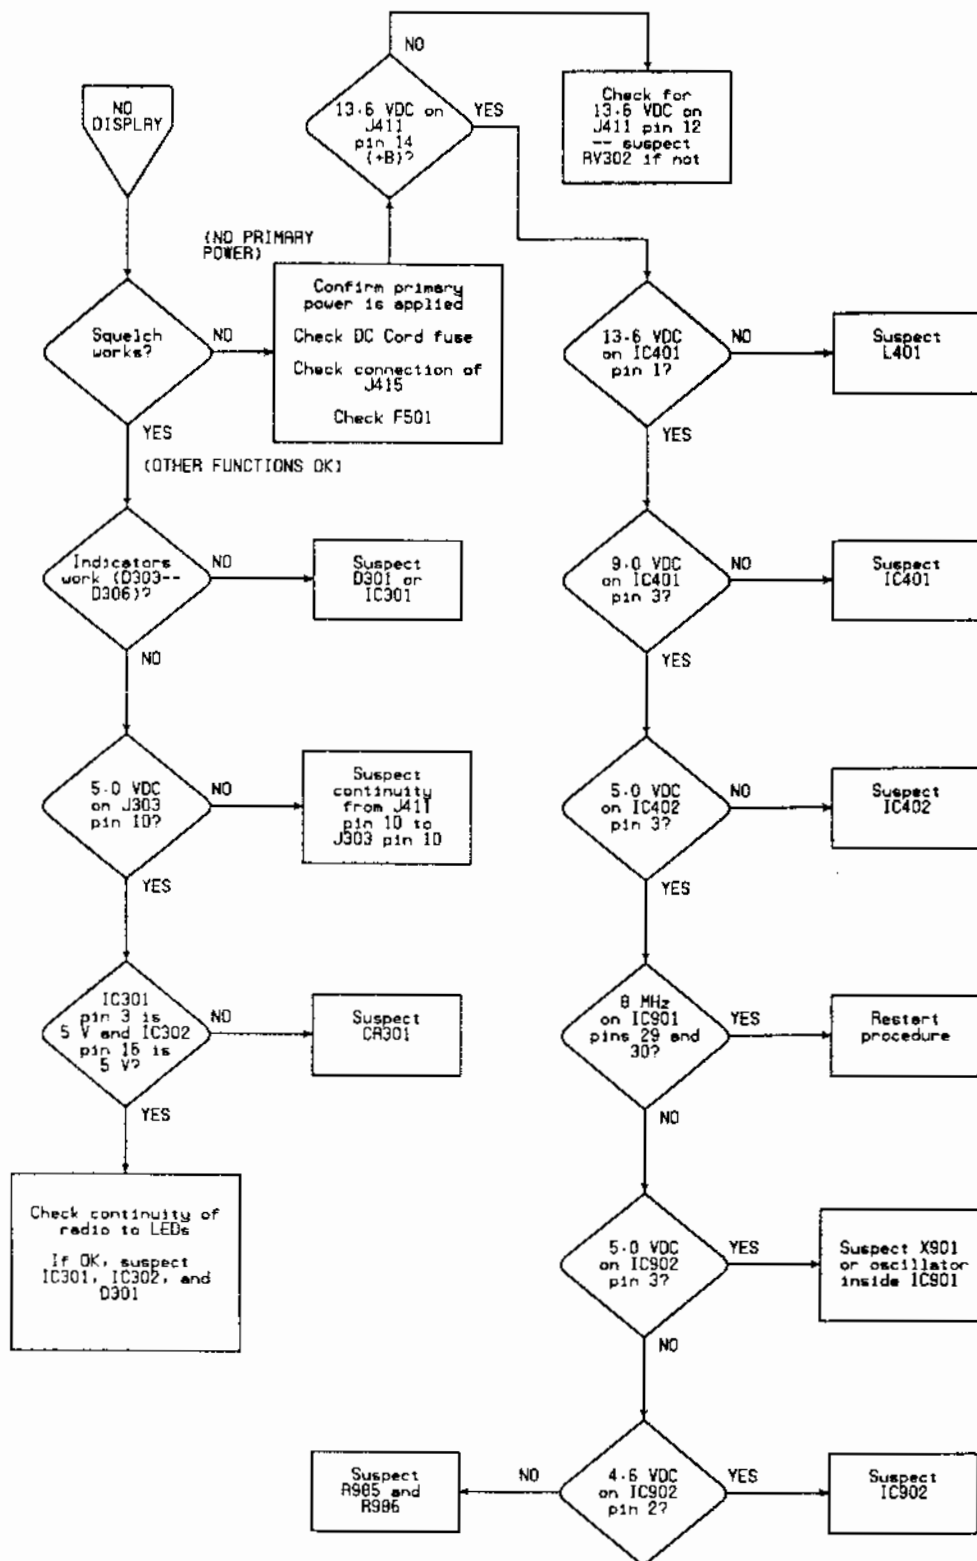 NO
DISPLAY
Squelch
works?
NO
YES
(OTHER FUNCTIONS OK)
(NO PRIMARY
POWER)
Confirm primary
power is applied
Check DC Cord fuse
Check connection of
J415
Check F501
13.6 VDC on
J411
pin 14
(+B)?
NO
YES
Check for
13.6 VDC on
J411 pin 12
-- suspect
RV302 if not
Indicators
work (D303--
D306)?
NO
Suspect
D301 or
IC301
NO
5.0 VDC
on J303
pin 10?
NO
Suspect
continuity
from J411
pin 10 to
J303 pin 10
YES
IC301
pin 3 is
5 V and IC302
pin 16 is
5 V?
NO
Suspect
CR301
YES
Check continuity of
radio to LEDs
If OK, suspect
IC301, IC302, and
D301
13.6 VDC
on IC401
pin 1?
NO
Suspect
L401
YES
9.0 VDC
on IC401
pin 3?
NO
Suspect
IC401
YES
5.0 VDC
on IC402
pin 3?
NO
Suspect
IC402
YES
8 MHz
on IC901
pins 29 and
30?
YES
Restart
procedure
NO
5.0 VDC
on IC902
pin 3?
YES
Suspect X901
or oscillator
inside IC901
NO
4.6 VDC
on IC902
pin 2?
NO
Suspect
R905 and
R906
YES
Suspect
IC902